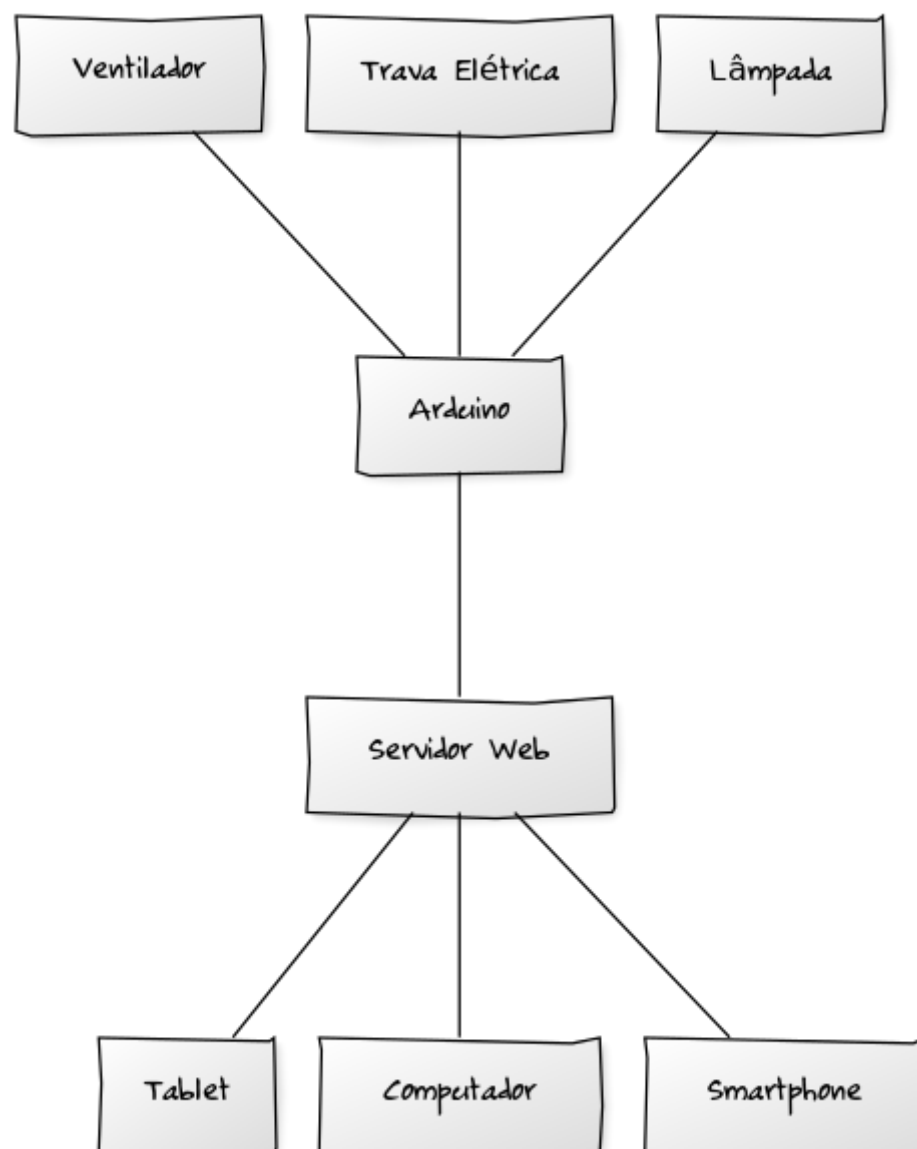 Ventilador
Trava Elétrica
Lâmpada
Arduino
Servidor Web
Tablet
Computador
Smartphone